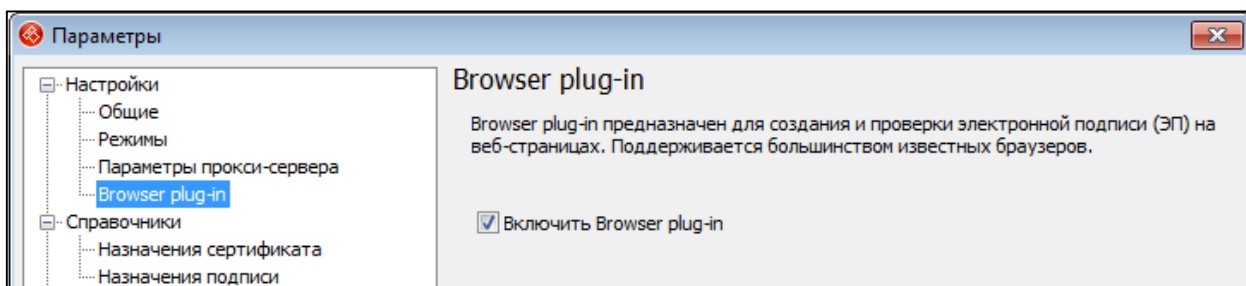 Параметры
Настройки
Общие
Режимы
Параметры прокси-сервера
Browser plug-in
Справочники
Назначения сертификата
Назначения подписи
Browser plug-in
Browser plug-in предназначен для создания и проверки электронной подписи (ЭП) на
веб-страницах. Поддерживается большинством известных браузеров.
Включить Browser plug-in